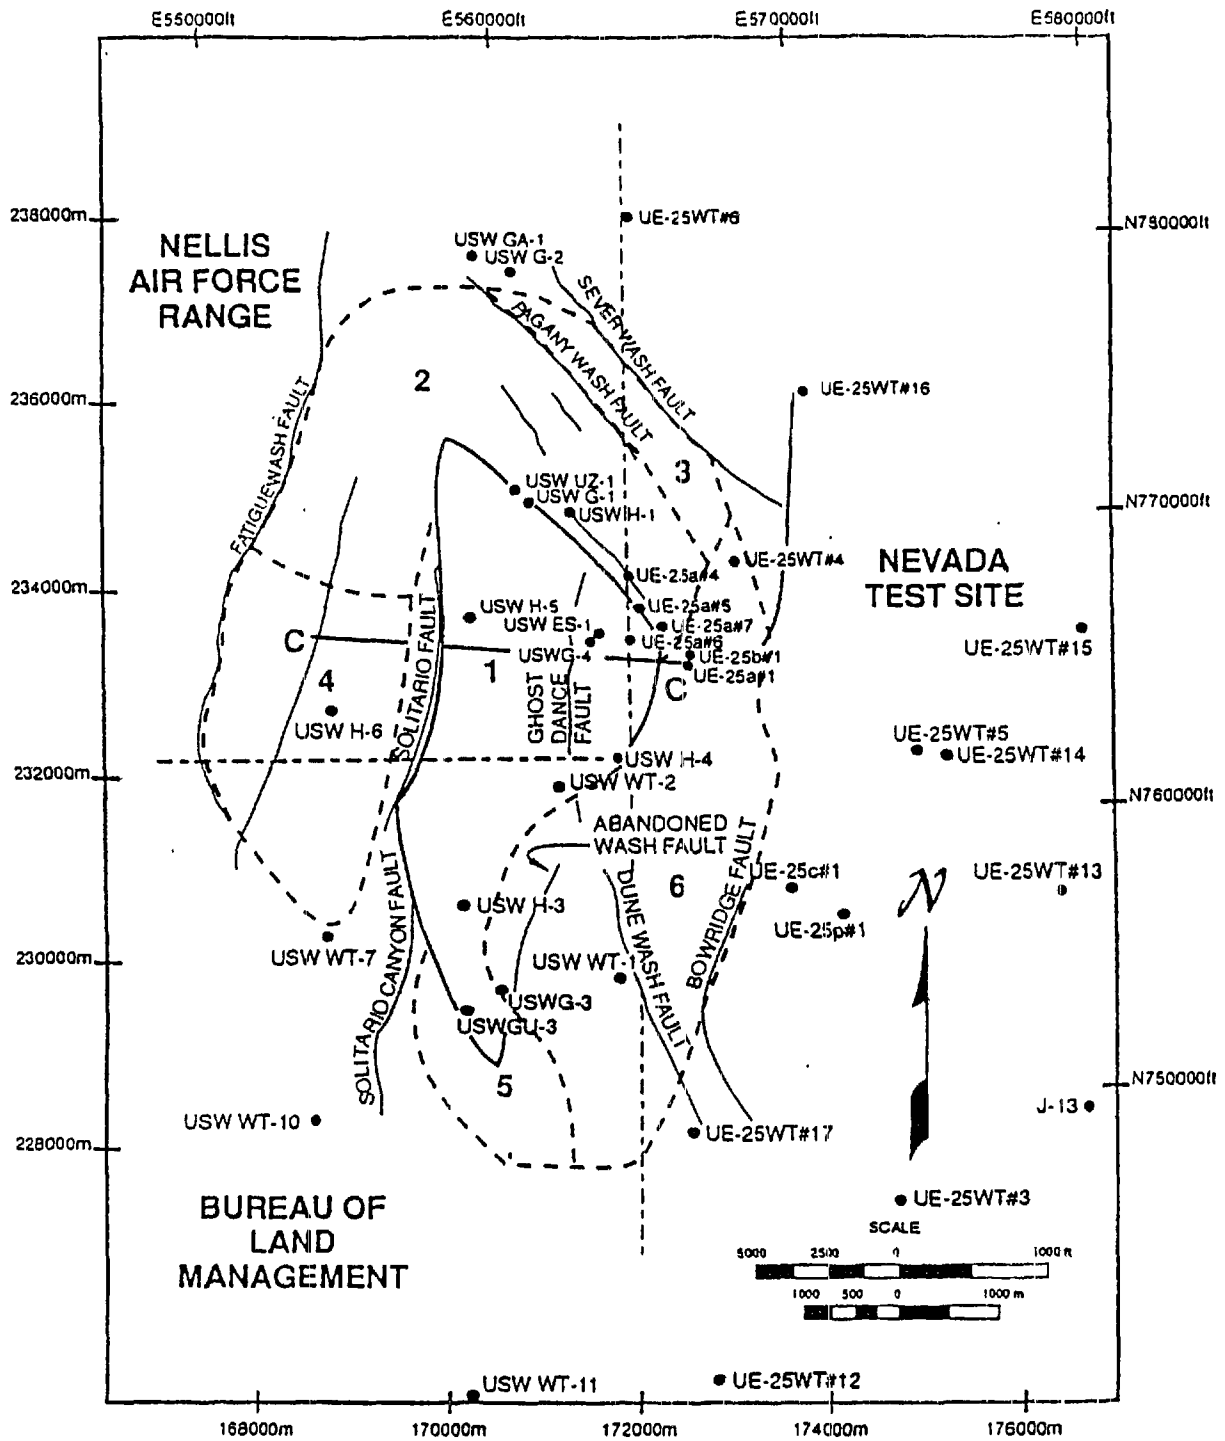 E550000ft
E560000ft
E570000ft
E580000ft
238000m
236000m
234000m
232000m
230000m
228000m
N780000ft
N770000ft
N760000ft
N750000ft
168000m
170000m
172000m
174000m
176000m
NELLIS
AIR FORCE
RANGE
UE-25WT#6
USW GA-1
USW G-2
SEVER WASH FAULT
PAGANY WASH FAULT
2
UE-25WT#16
FATIGUE WASH FAULT
3
USW UZ-1
USW G-1
USW H-1
NEVADA
TEST SITE
UE-25WT#4
UE-25a#4
UE-25a#5
UE-25a#7
UE-25a#6
UE-25b#1
UE-25a#1
USW H-5
USW ES-1
USWG-4
UE-25WT#15
C
C
1
4
SOLITARIO FAULT
GHOST
DANCE
FAULT
USW H-6
UE-25WT#5
UE-25WT#14
USW H-4
USW WT-2
ABANDONED
WASH FAULT
6
DUNE WASH FAULT
BOWRIDGE FAULT
UE-25c#1
UE-25p#1
UE-25WT#13
N
USW H-3
SOLITARIO CANYON FAULT
USW WT-7
USW WT-1
USWG-3
USWGU-3
5
USW WT-10
UE-25WT#17
J-13
UE-25WT#3
BUREAU OF
LAND
MANAGEMENT
SCALE
5000 2500 0 1000 ft
1000 500 0 1000 m
USW WT-11
UE-25WT#12